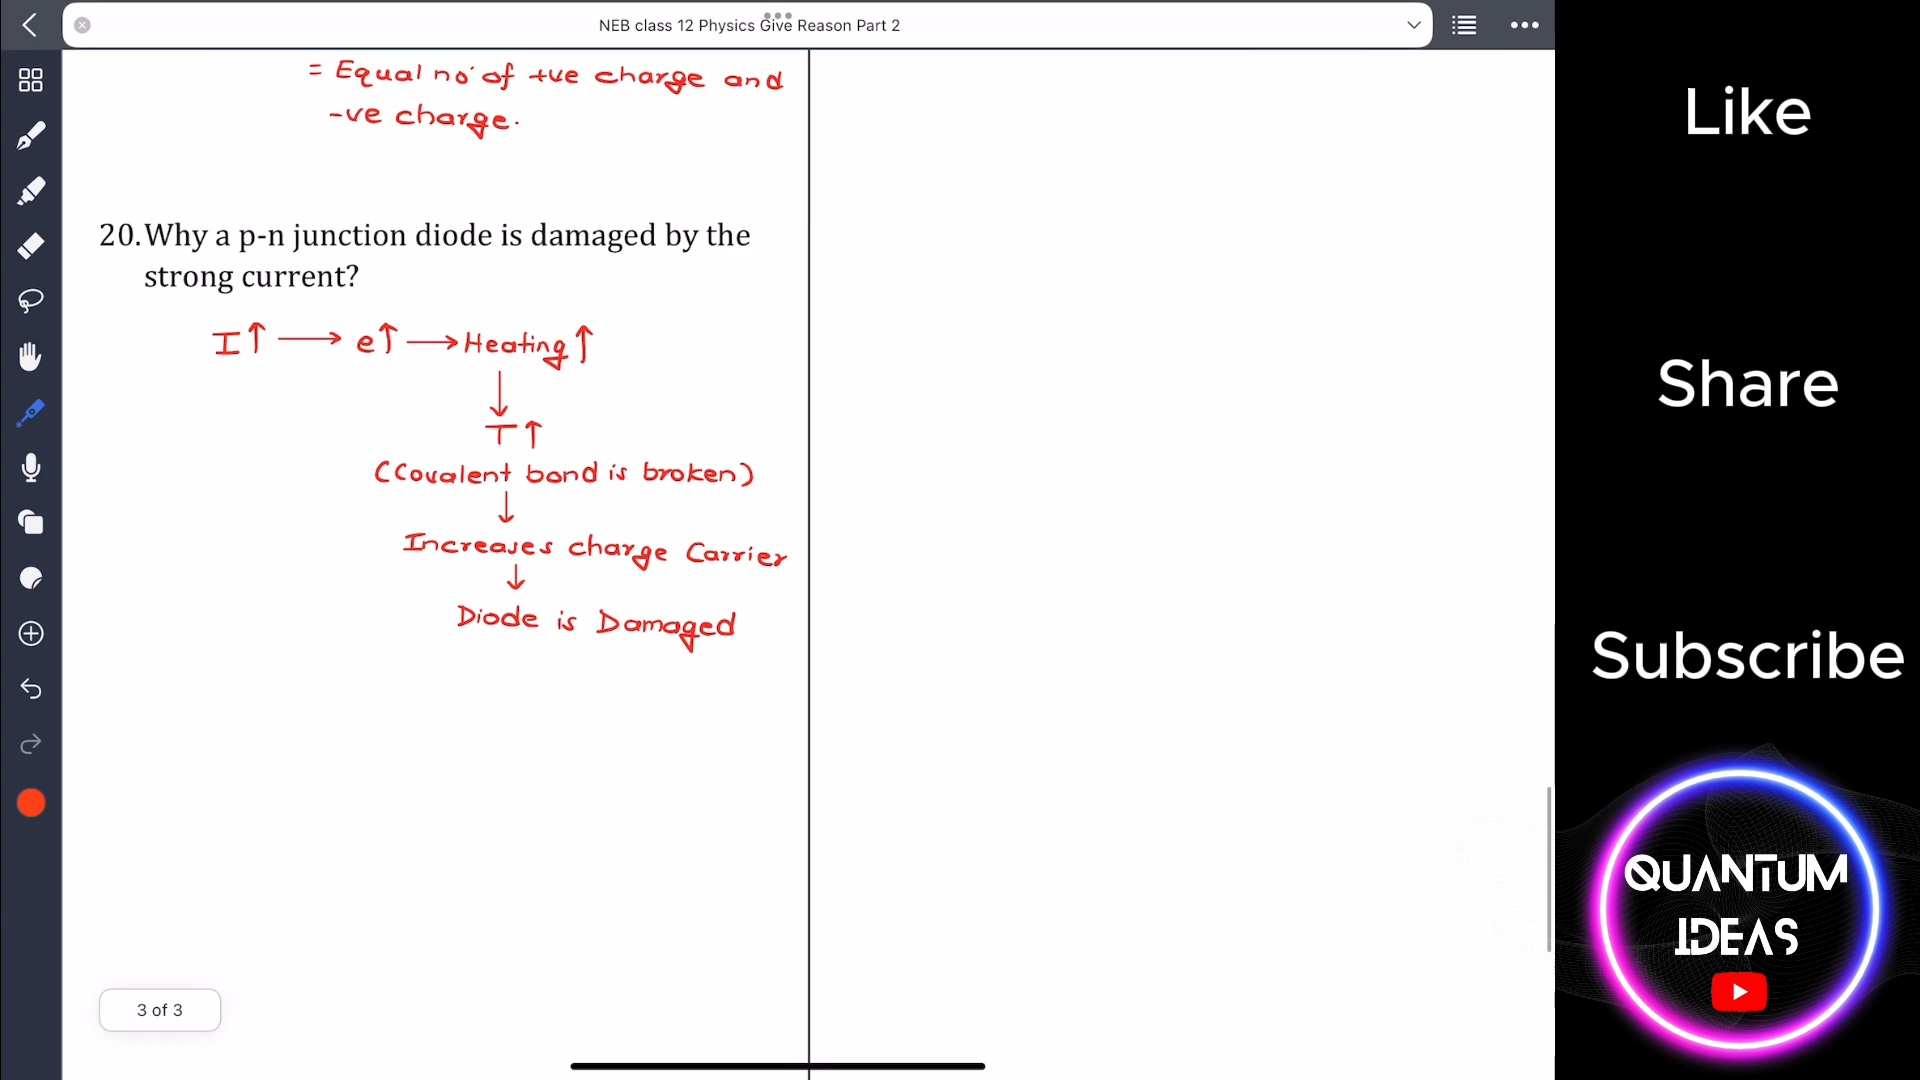 NEB class 12 Physics Give Reason Part 2
= Equal no. of +ve charge and
-ve charge.
20. Why a p-n junction diode is damaged by the
strong current?
I↑ → e↑ → Heating↑
↓
T↑
(Covalent bond is broken)
↓
Increases charge Carrier
↓
Diode is Damaged
3 of 3
Like
Share
Subscribe
QUANTUM
IDEAS